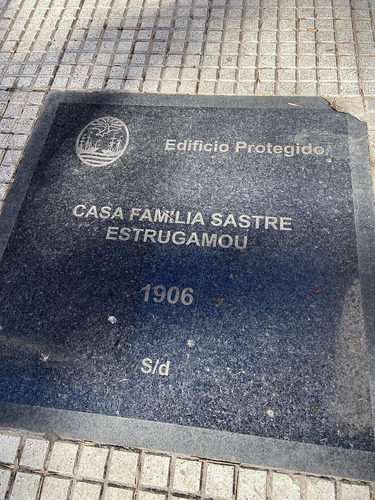 Edificio Protegido
CASA FAMILIA SASTRE
ESTRUGAMOU
1906
S/d